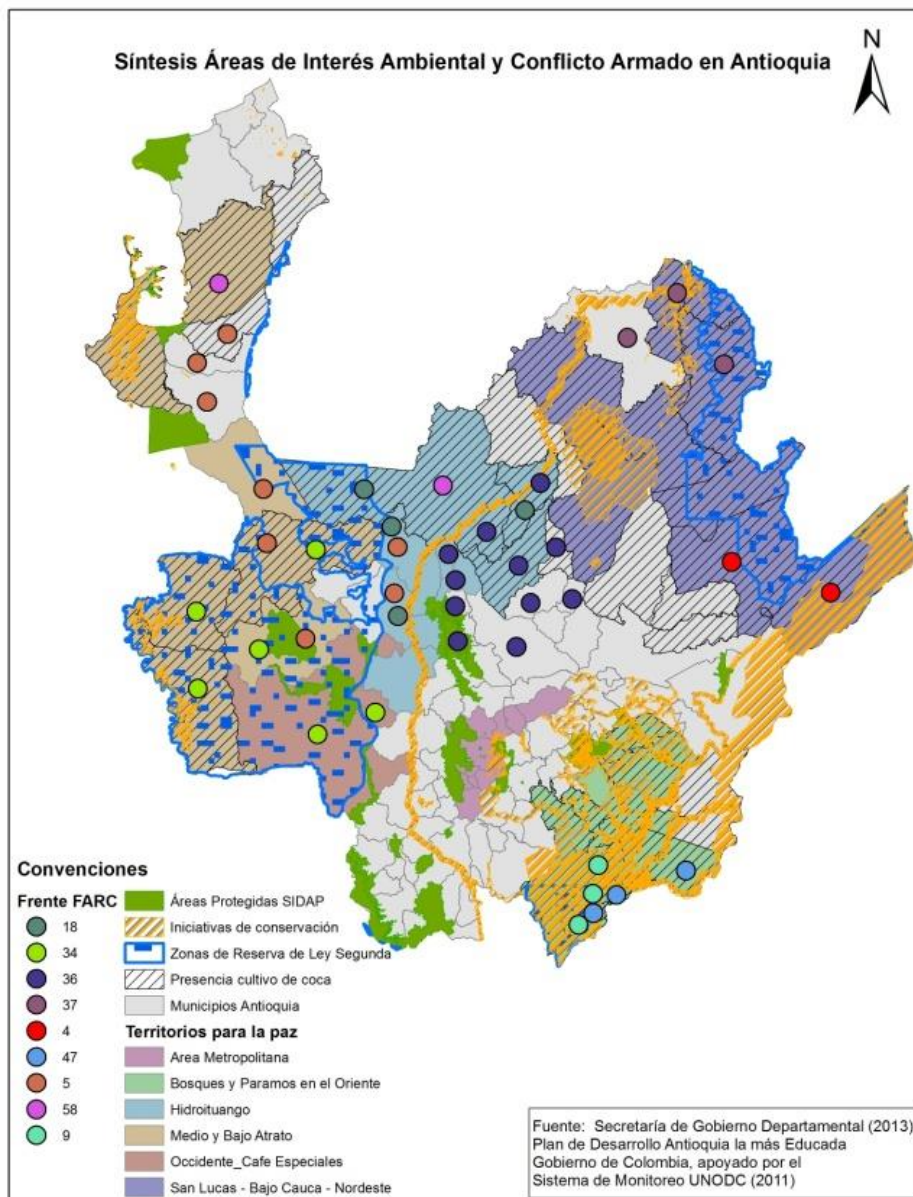 Síntesis Áreas de Interés Ambiental y Conflicto Armado en Antioquia
N
Convenciones
Frente FARC
18
34
36
37
4
47
5
58
9
Áreas Protegidas SIDAP
Iniciativas de conservación
Zonas de Reserva de Ley Segunda
Presencia cultivo de coca
Municipios Antioquia
Territorios para la paz
Area Metropolitana
Bosques y Paramos en el Oriente
Hidroituango
Medio y Bajo Atrato
Occidente_Cafe Especiales
San Lucas - Bajo Cauca - Nordeste
Fuente: Secretaría de Gobierno Departamental (2013)
Plan de Desarrollo Antioquia la más Educada
Gobierno de Colombia, apoyado por el
Sistema de Monitoreo UNODC (2011)